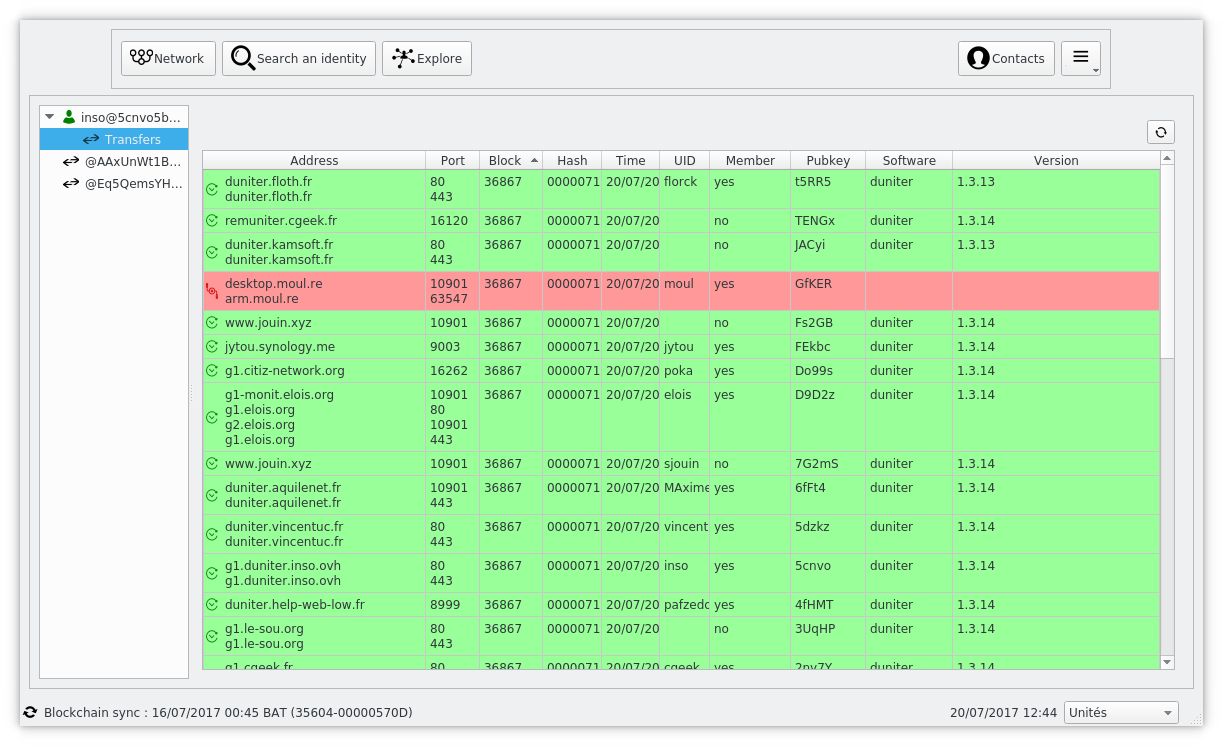 Network Search an identity Explore Contacts
inso@5cnvo5b...
Transfers
@AAxUnWt1B...
@Eq5QemsYH...
Address Port Block Hash Time UID Member Pubkey Software Version
duniter.floth.fr 80 36867 0000071 20/07/20 florck yes t5RR5 duniter 1.3.13
duniter.floth.fr 443
remuniter.cgeek.fr 16120 36867 0000071 20/07/20 no TENGx duniter 1.3.14
duniter.kamsoft.fr 80 36867 0000071 20/07/20 no JACyi duniter 1.3.13
duniter.kamsoft.fr 443
desktop.moul.re 10901 36867 0000071 20/07/20 moul yes GfKER
arm.moul.re 63547
www.jouin.xyz 10901 36867 0000071 20/07/20 no Fs2GB duniter 1.3.14
jytou.synology.me 9003 36867 0000071 20/07/20 jytou yes FEkbc duniter 1.3.14
g1.citiz-network.org 16262 36867 0000071 20/07/20 poka yes Do99s duniter 1.3.14
g1-monit.elois.org 10901 36867 0000071 20/07/20 elois yes D9D2z duniter 1.3.14
g1.elois.org 80
g2.elois.org 10901
g1.elois.org 443
www.jouin.xyz 10901 36867 0000071 20/07/20 sjouin no 7G2mS duniter 1.3.14
duniter.aquilenet.fr 10901 36867 0000071 20/07/20 MAxime yes 6fFt4 duniter 1.3.14
duniter.aquilenet.fr 443
duniter.vincentuc.fr 80 36867 0000071 20/07/20 vincent yes 5dzkz duniter 1.3.14
duniter.vincentuc.fr 443
g1.duniter.inso.ovh 80 36867 0000071 20/07/20 inso yes 5cnvo duniter 1.3.14
g1.duniter.inso.ovh 443
duniter.help-web-low.fr 8999 36867 0000071 20/07/20 pafzedo yes 4fHMT duniter 1.3.14
g1.le-sou.org 80 36867 0000071 20/07/20 no 3UqHP duniter 1.3.14
g1.le-sou.org 443
g1.cgeek.fr 80 36867 0000071 20/07/20 cgeek yes 2ny7Y duniter 1.3.14
Blockchain sync : 16/07/2017 00:45 BAT (35604-00000570D) 20/07/2017 12:44 Unités